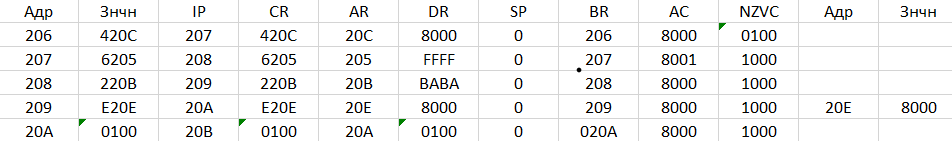 Адр Знчн IP CR AR DR SP BR AC NZVC Адр Знчн
206 420C 207 420C 20C 8000 0 206 8000 0100
207 6205 208 6205 205 FFFF 0 207 8001 1000
208 220B 209 220B 20B BABA 0 208 8000 1000
209 E20E 20A E20E 20E 8000 0 209 8000 1000 20E 8000
20A 0100 20B 0100 20A 0100 0 020A 8000 1000